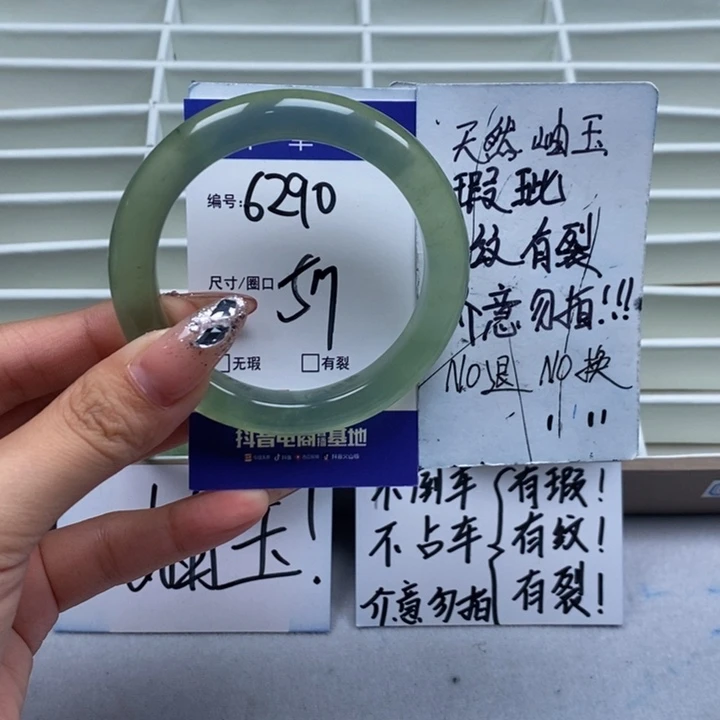 编号: 6290
尺寸/圈口 57
无瑕 有裂
抖音电商 基地
天然岫玉
瑕玼
纹有裂
介意勿拍!!!
NO退 NO换
岫玉!
不倒车
不占车
介意勿拍
有瑕!
有纹!
有裂!